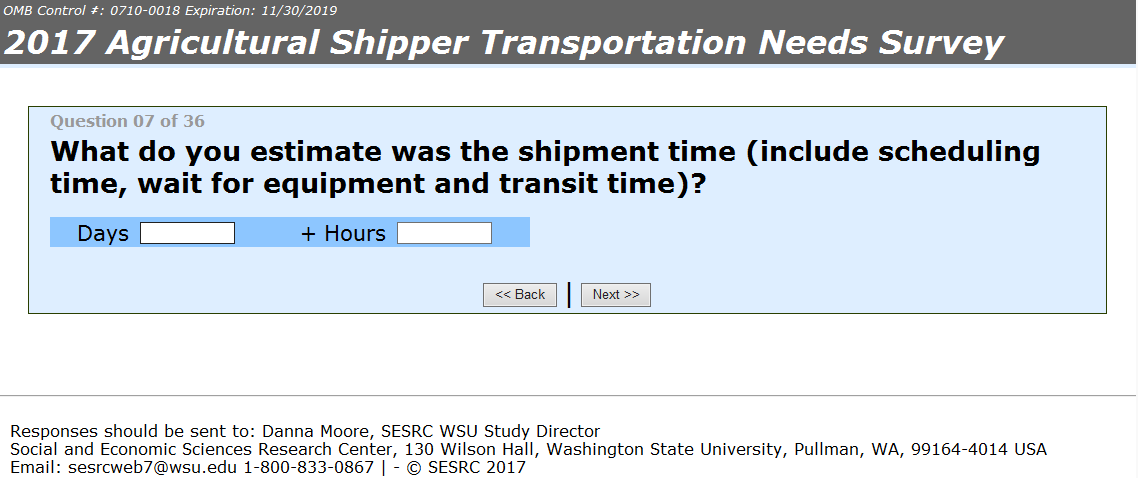 OMB Control #: 0710-0018 Expiration: 11/30/2019
2017 Agricultural Shipper Transportation Needs Survey
Question 07 of 36
What do you estimate was the shipment time (include scheduling
time, wait for equipment and transit time)?
Days + Hours
<< Back | Next >>
Responses should be sent to: Danna Moore, SESRC WSU Study Director
Social and Economic Sciences Research Center, 130 Wilson Hall, Washington State University, Pullman, WA, 99164-4014 USA
Email: sesrcweb7@wsu.edu 1-800-833-0867 | - © SESRC 2017